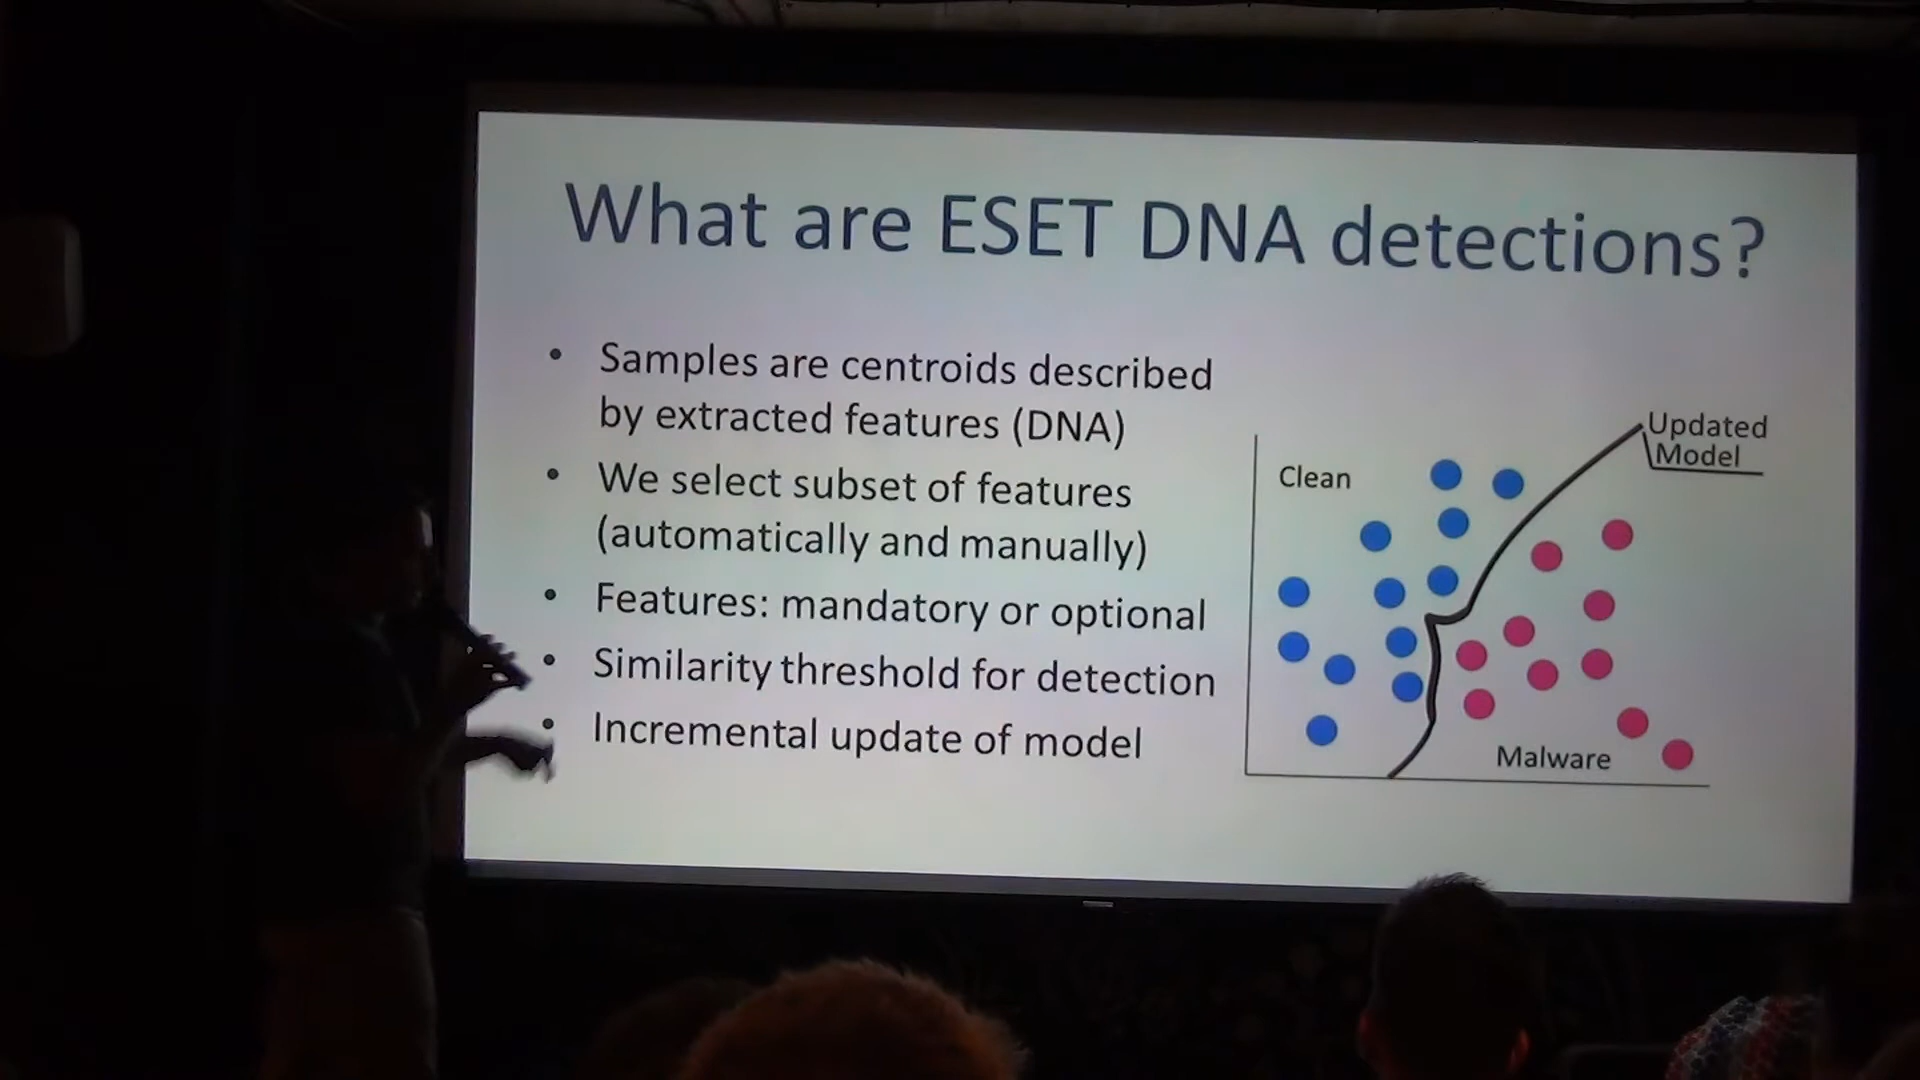 What are ESET DNA detections?
• Samples are centroids described
by extracted features (DNA)
• We select subset of features
(automatically and manually)
• Features: mandatory or optional
• Similarity threshold for detection
• Incremental update of model
Updated
Model
Clean
Malware